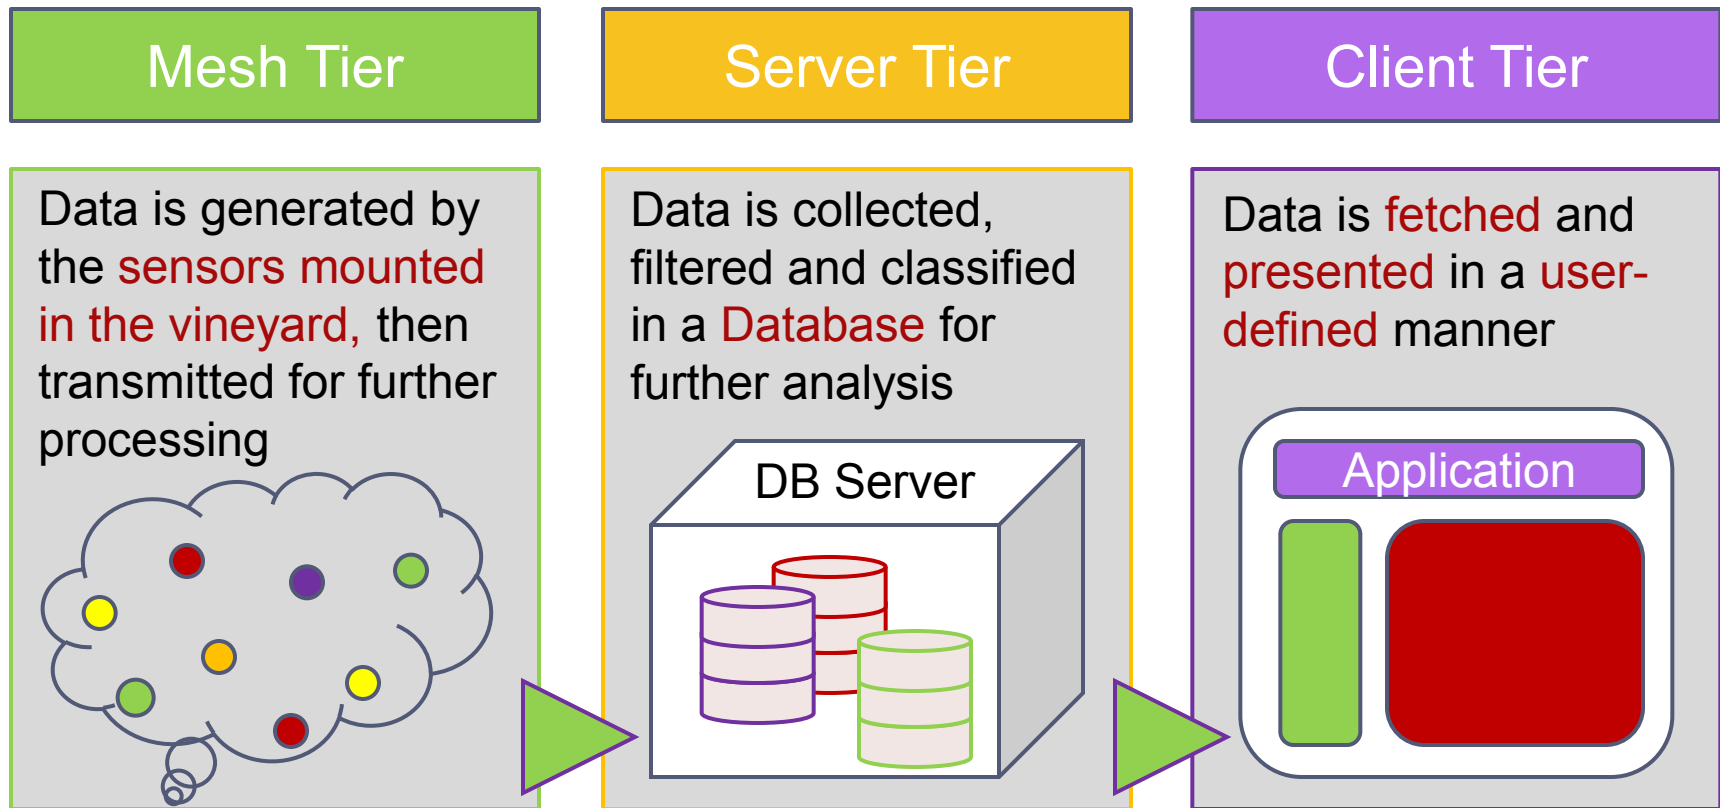 Mesh Tier
Server Tier
Client Tier
Data is generated by
the sensors mounted
in the vineyard, then
transmitted for further
processing
Data is collected,
filtered and classified
in a Database for
further analysis
DB Server
Data is fetched and
presented in a user-
defined manner
Application